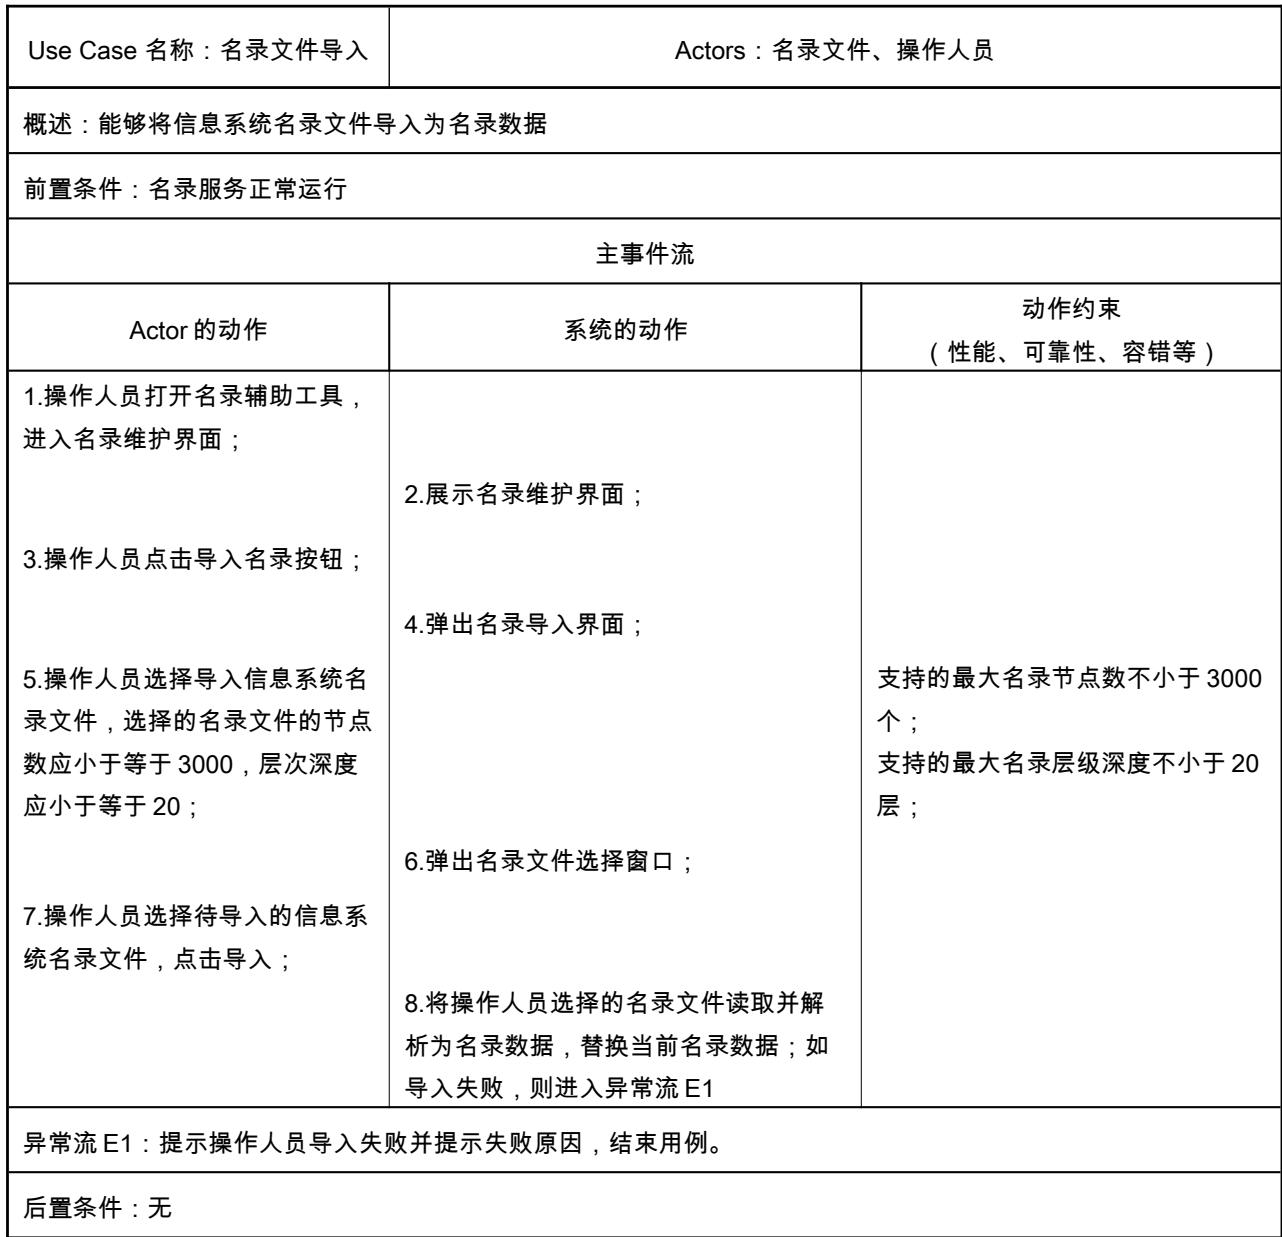 Use Case 名称：名录文件导入
Actors：名录文件、操作人员
概述：能够将信息系统名录文件导入为名录数据
前置条件：名录服务正常运行
主事件流
Actor 的动作
系统的动作
动作约束
（性能、可靠性、容错等）
1.操作人员打开名录辅助工具，
进入名录维护界面；
2.展示名录维护界面；
3.操作人员点击导入名录按钮；
4.弹出名录导入界面；
5.操作人员选择导入信息系统名
录文件，选择的名录文件的节点
数应小于等于 3000，层次深度
应小于等于 20；
支持的最大名录节点数不小于 3000
个；
支持的最大名录层级深度不小于 20
层；
6.弹出名录文件选择窗口；
7.操作人员选择待导入的信息系
统名录文件，点击导入；
8.将操作人员选择的名录文件读取并解
析为名录数据，替换当前名录数据；如
导入失败，则进入异常流 E1
异常流 E1：提示操作人员导入失败并提示失败原因，结束用例。
后置条件：无